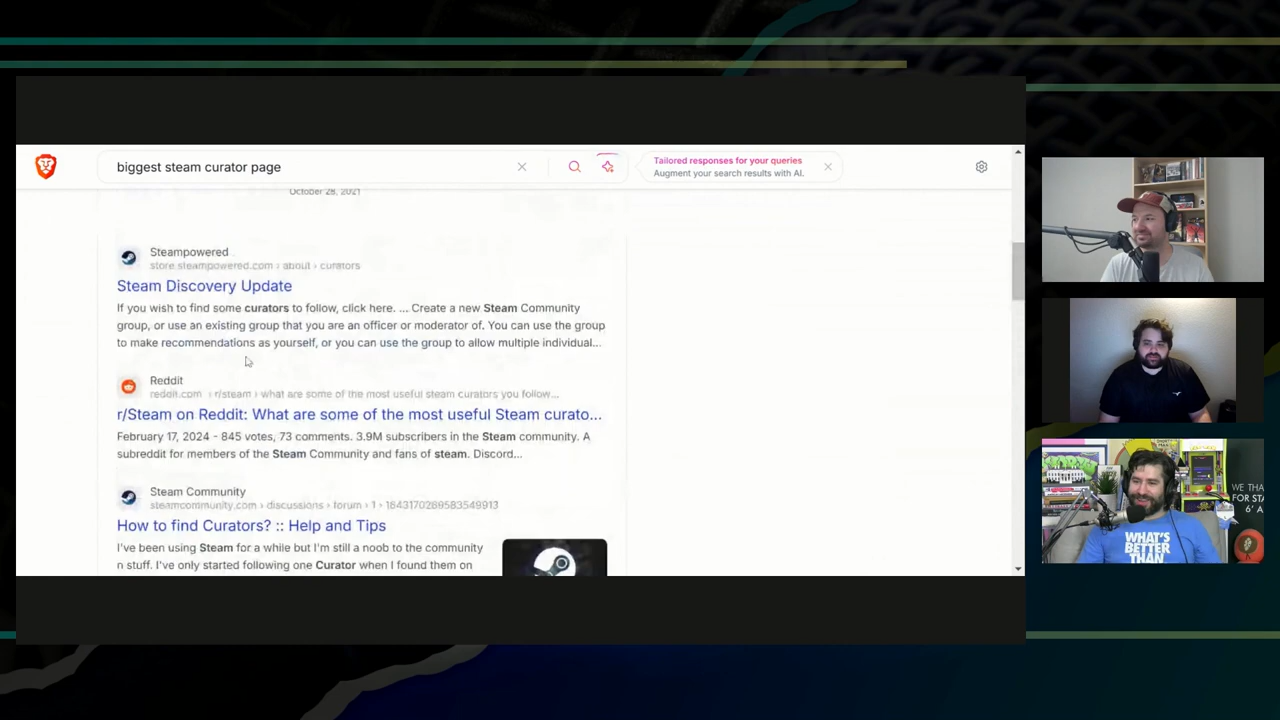 biggest steam curator page
Tailored responses for your queries
Augment your search results with AI.
October 28, 2021
Steampowered
store.steampowered.com › about › curators
Steam Discovery Update
If you wish to find some curators to follow, click here. ... Create a new Steam Community
group, or use an existing group that you are an officer or moderator of. You can use the group
to make recommendations as yourself, or you can use the group to allow multiple individual...
Reddit
reddit.com › r/steam › what are some of the most useful steam curators you follow...
r/Steam on Reddit: What are some of the most useful Steam curato...
February 17, 2024 - 845 votes, 73 comments. 3.9M subscribers in the Steam community. A
subreddit for members of the Steam Community and fans of steam. Discord...
Steam Community
steamcommunity.com › discussions › forum › 1 › 1643170269583549913
How to find Curators? :: Help and Tips
I've been using Steam for a while but I'm still a noob to the community
n stuff. I've only started following one Curator when I found them on
WE THA
FOR STA
6' A
WHAT'S
BETTER
THAN